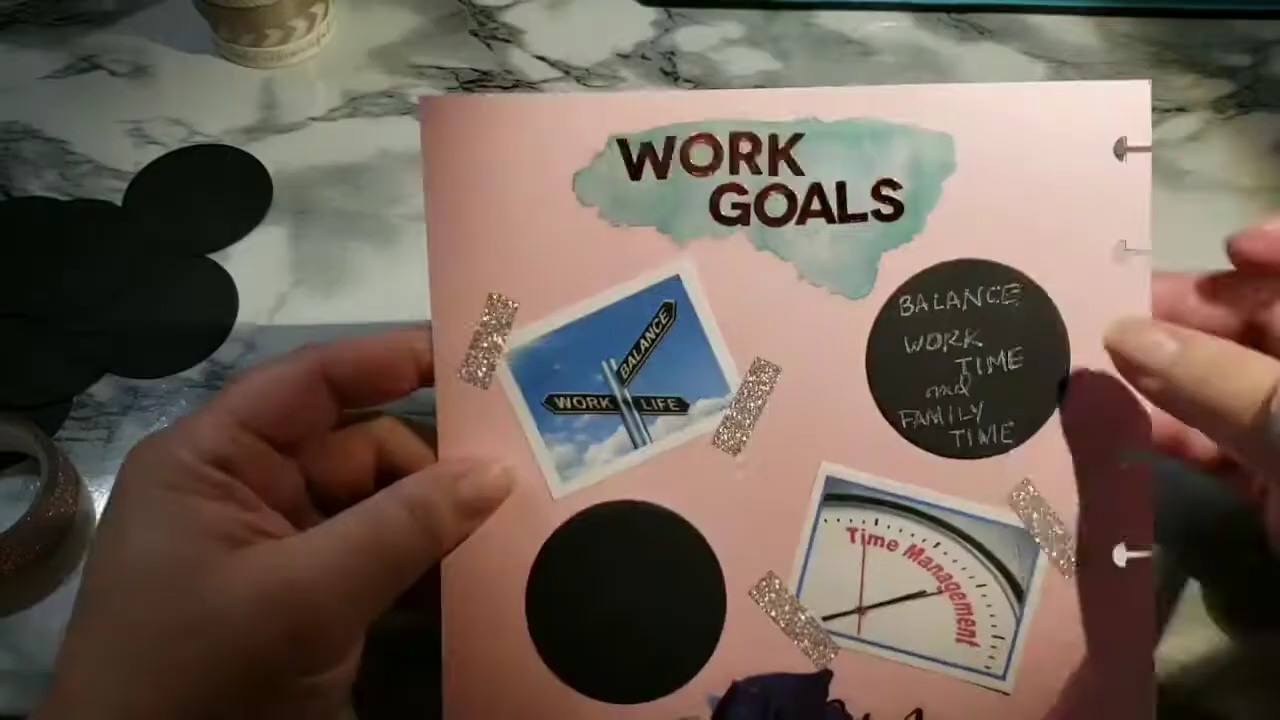 WORK
GOALS
BALANCE
WORK LIFE
BALANCE
WORK
TIME
and
FAMILY
TIME
Time Management